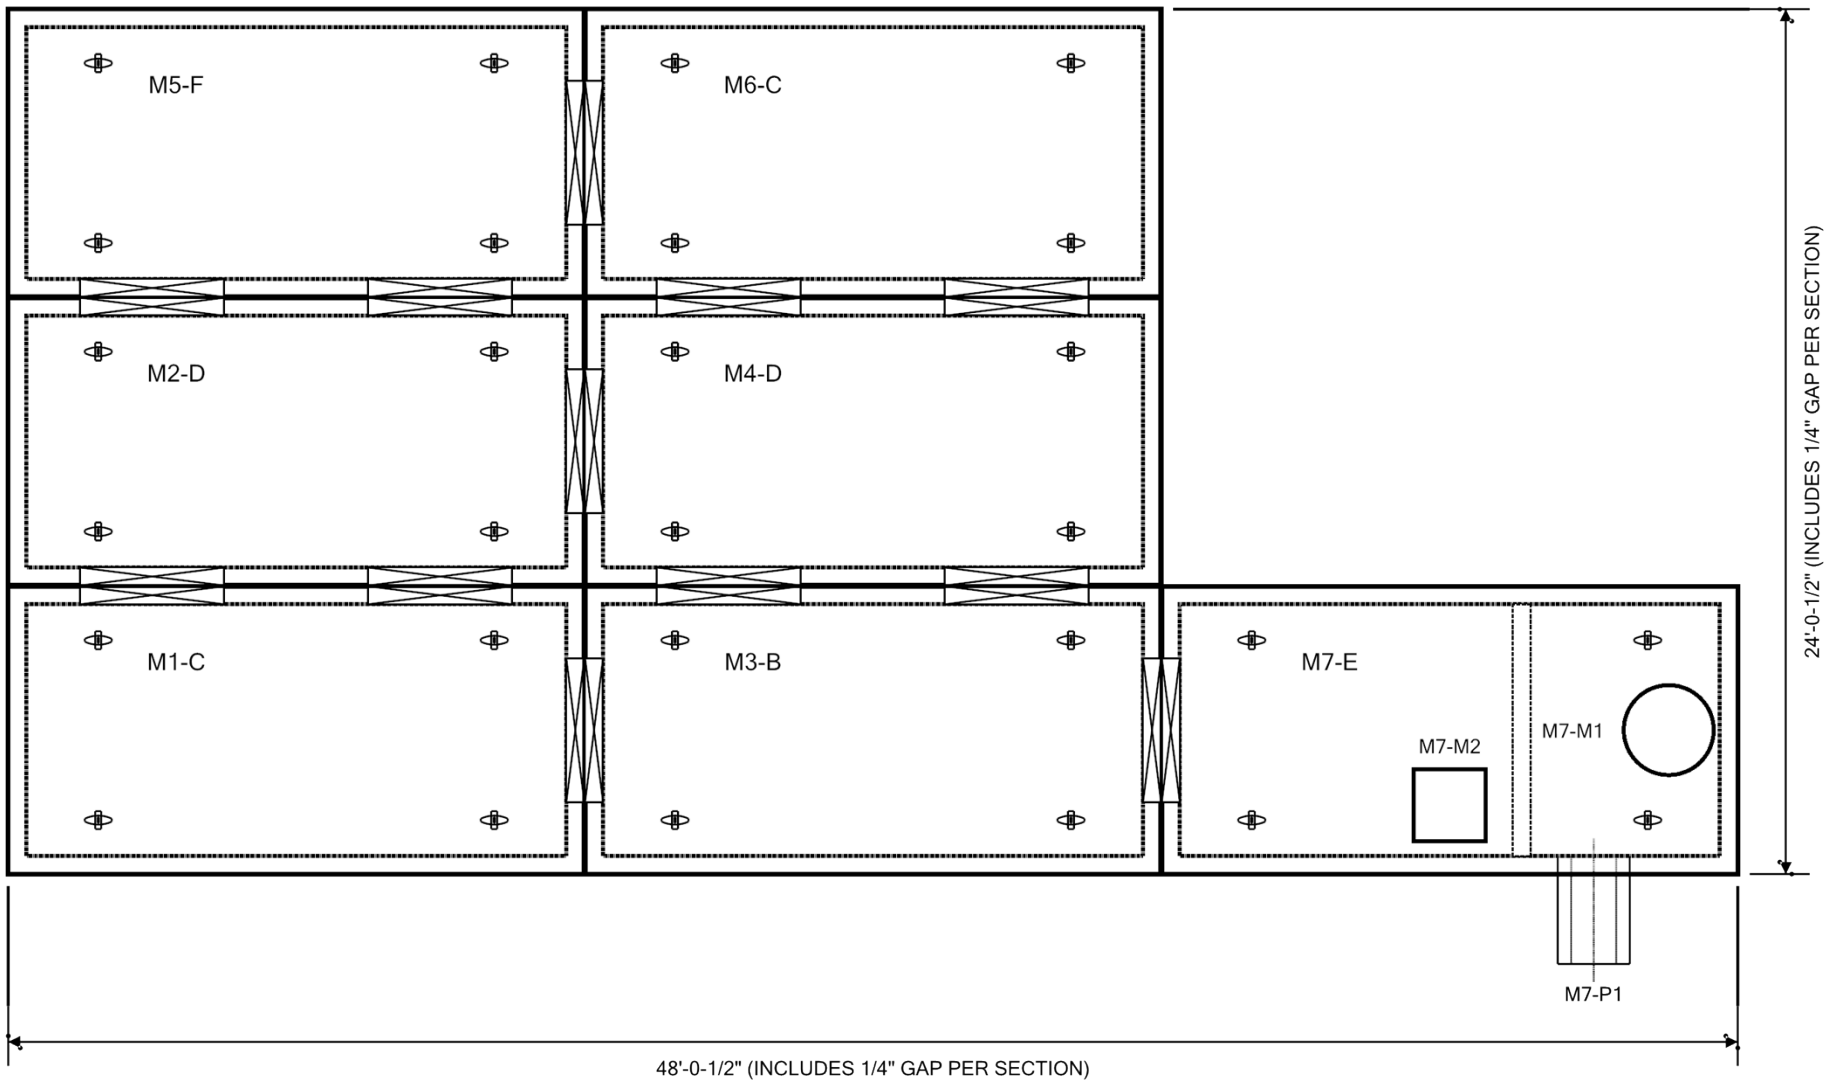 M5-F
M6-C
M2-D
M4-D
M1-C
M3-B
M7-E
M7-M1
M7-M2
M7-P1
24'-0-1/2" (INCLUDES 1/4" GAP PER SECTION)
48'-0-1/2" (INCLUDES 1/4" GAP PER SECTION)